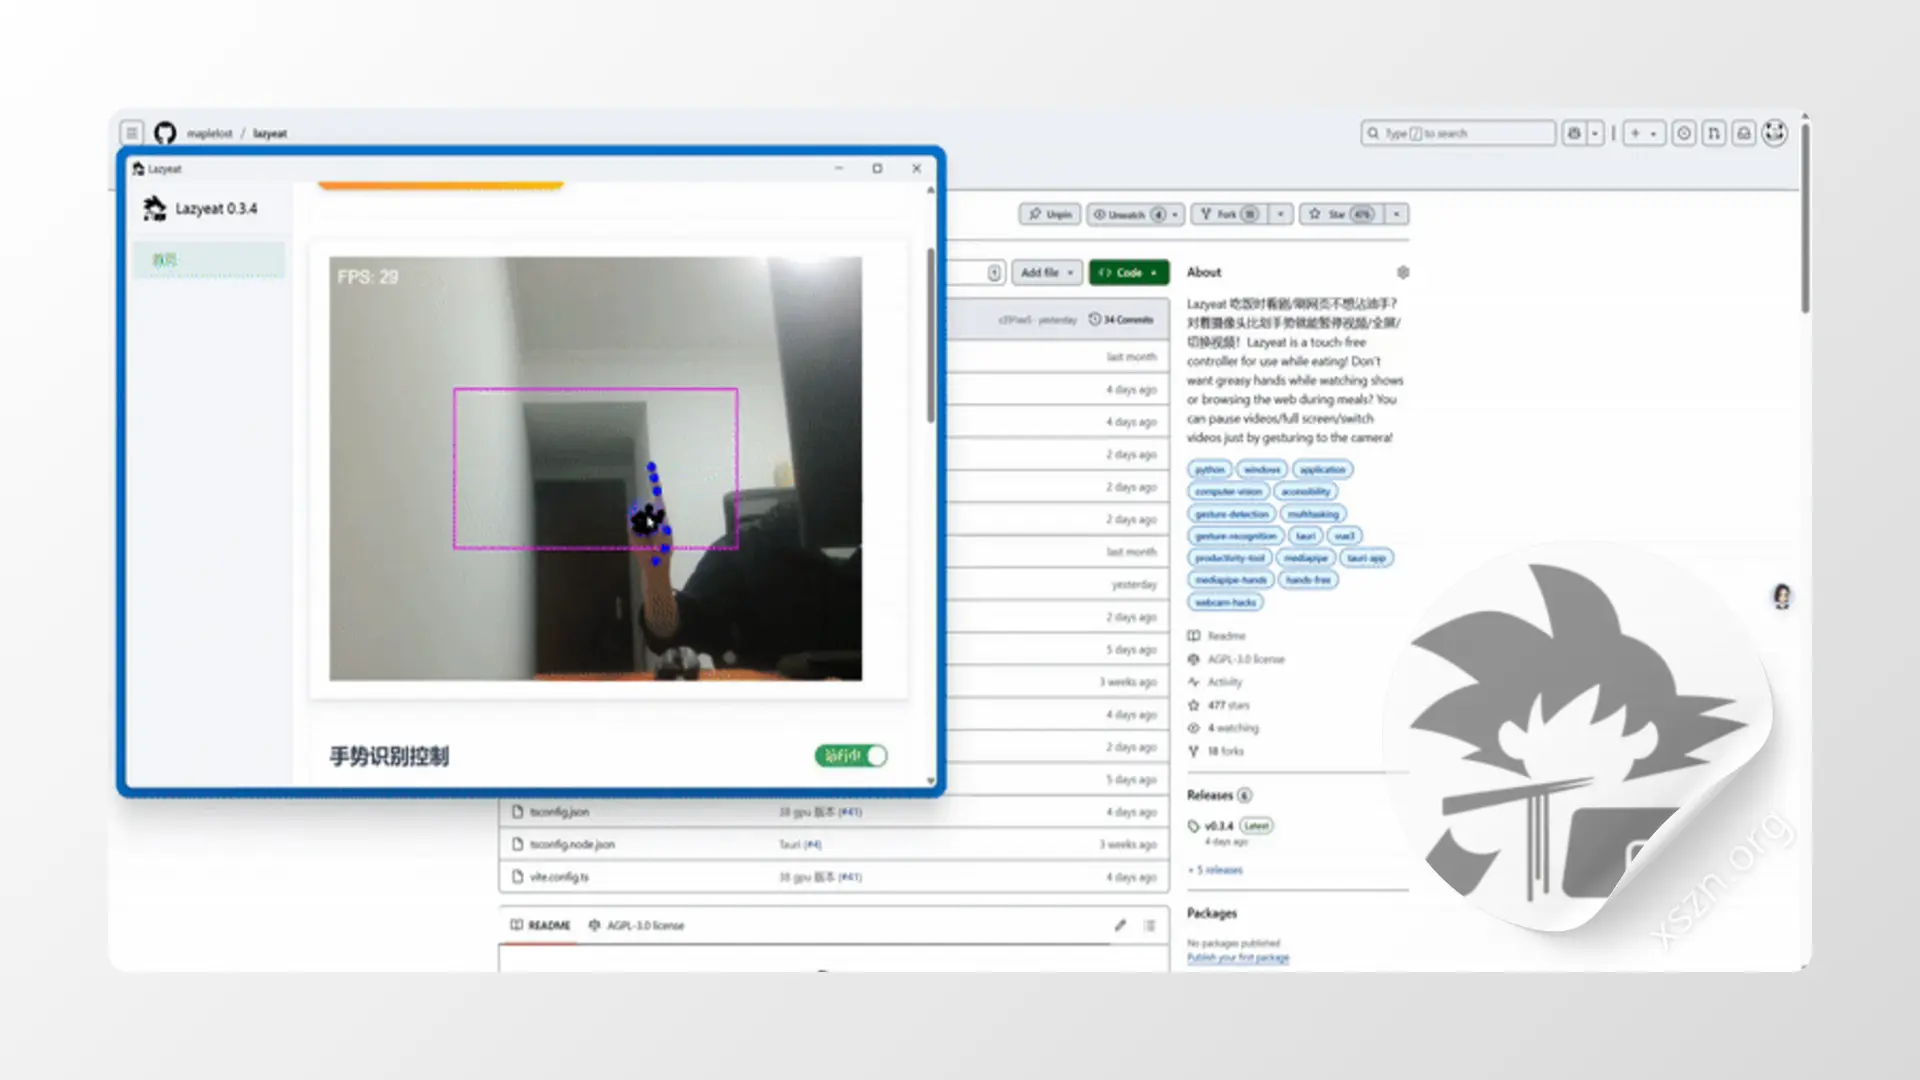 maplelost / lazyeat
Type / to search
Lazyeat
Lazyeat 0.3.4
FPS: 29
手势识别控制
运行中
Unpin
Unwatch 4
Fork 18
Star 476
Add file
Code
34 Commits
yesterday
last month
4 days ago
4 days ago
2 days ago
2 days ago
2 days ago
last month
yesterday
2 days ago
5 days ago
3 weeks ago
4 days ago
2 days ago
5 days ago
tsconfig.json
38 gpu 版本 (#41)
4 days ago
tsconfig.node.json
Tauri (#4)
3 weeks ago
vite.config.ts
38 gpu 版本 (#41)
4 days ago
README
AGPL-3.0 license
About
Lazyeat 吃饭时看剧/刷网页不想沾油手?
对着摄像头比划手势就能暂停视频/全屏/
切换视频! Lazyeat is a touch-free
controller for use while eating! Don't
want greasy hands while watching shows
or browsing the web during meals? You
can pause videos/full screen/switch
videos just by gesturing to the camera!
python windows application
computer-vision accessibility
gesture-detection multitasking
gesture-recognition tauri vue3
productivity-tool mediapipe tauri-app
mediapipe-hands hands-free
webcam-hacks
Readme
AGPL-3.0 license
Activity
477 stars
4 watching
18 forks
Releases 6
v0.3.4 Latest
4 days ago
+ 5 releases
Packages
No packages published
Publish your first package
xszn.org